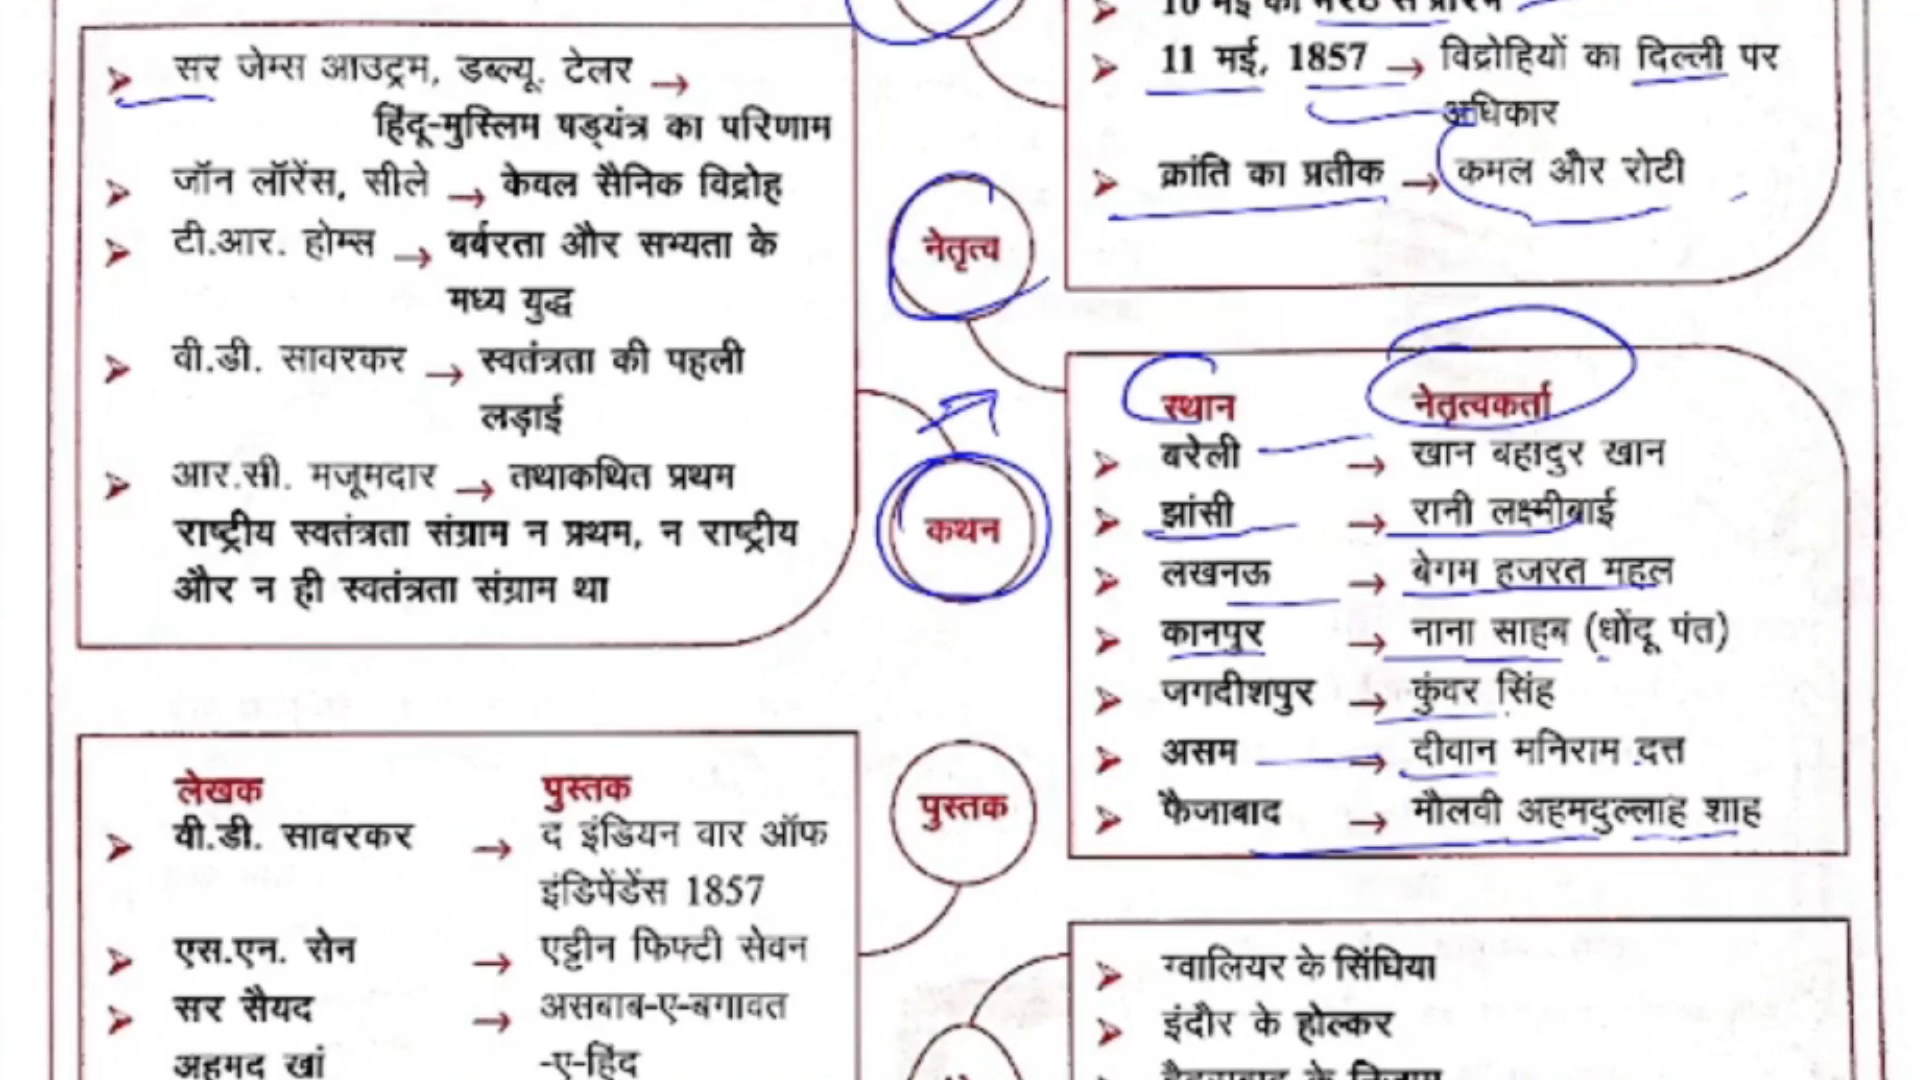 सर जेम्स आउट्रम, डब्ल्यू. टेलर →
हिंदू-मुस्लिम षड्यंत्र का परिणाम
जॉन लॉरेंस, सीले → केवल सैनिक विद्रोह
टी.आर. होम्स → बर्बरता और सभ्यता के
मध्य युद्ध
वी.डी. सावरकर → स्वतंत्रता की पहली
लड़ाई
आर.सी. मजूमदार → तथाकथित प्रथम
राष्ट्रीय स्वतंत्रता संग्राम न प्रथम, न राष्ट्रीय
और न ही स्वतंत्रता संग्राम था
कथन
लेखक पुस्तक
वी.डी. सावरकर → द इंडियन वार ऑफ
इंडिपेंडेंस 1857
एस.एन. सेन → एट्टीन फिफ्टी सेवन
सर सैयद → असबाब-ए-बगावत
अहमद खां -ए-हिंद
पुस्तक
10 मई को मेरठ से प्रारंभ
11 मई, 1857 → विद्रोहियों का दिल्ली पर
अधिकार
क्रांति का प्रतीक → कमल और रोटी
नेतृत्व
स्थान नेतृत्वकर्ता
बरेली → खान बहादुर खान
झांसी → रानी लक्ष्मीबाई
लखनऊ → बेगम हजरत महल
कानपुर → नाना साहब (धोंदू पंत)
जगदीशपुर → कुंवर सिंह
असम → दीवान मनिराम दत्त
फैजाबाद → मौलवी अहमदुल्लाह शाह
ग्वालियर के सिंधिया
इंदौर के होल्कर
हैदराबाद के निजाम